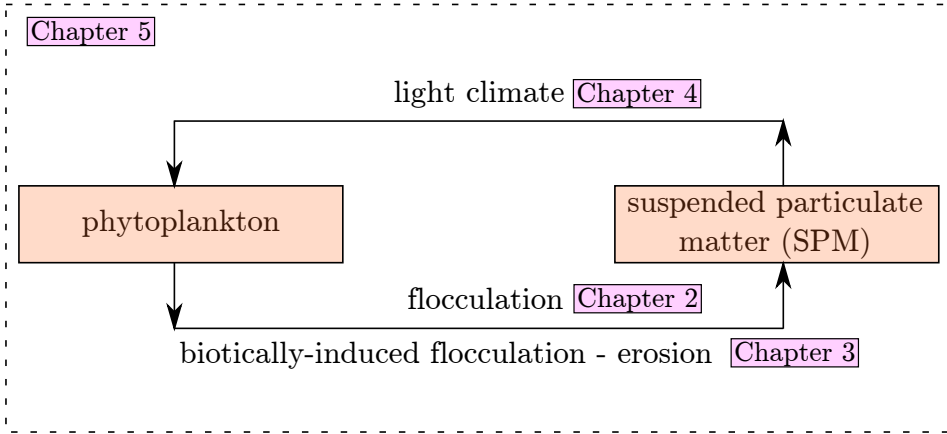 Chapter 5
light climate Chapter 4
phytoplankton
suspended particulate
matter (SPM)
flocculation Chapter 2
biotically-induced flocculation - erosion Chapter 3